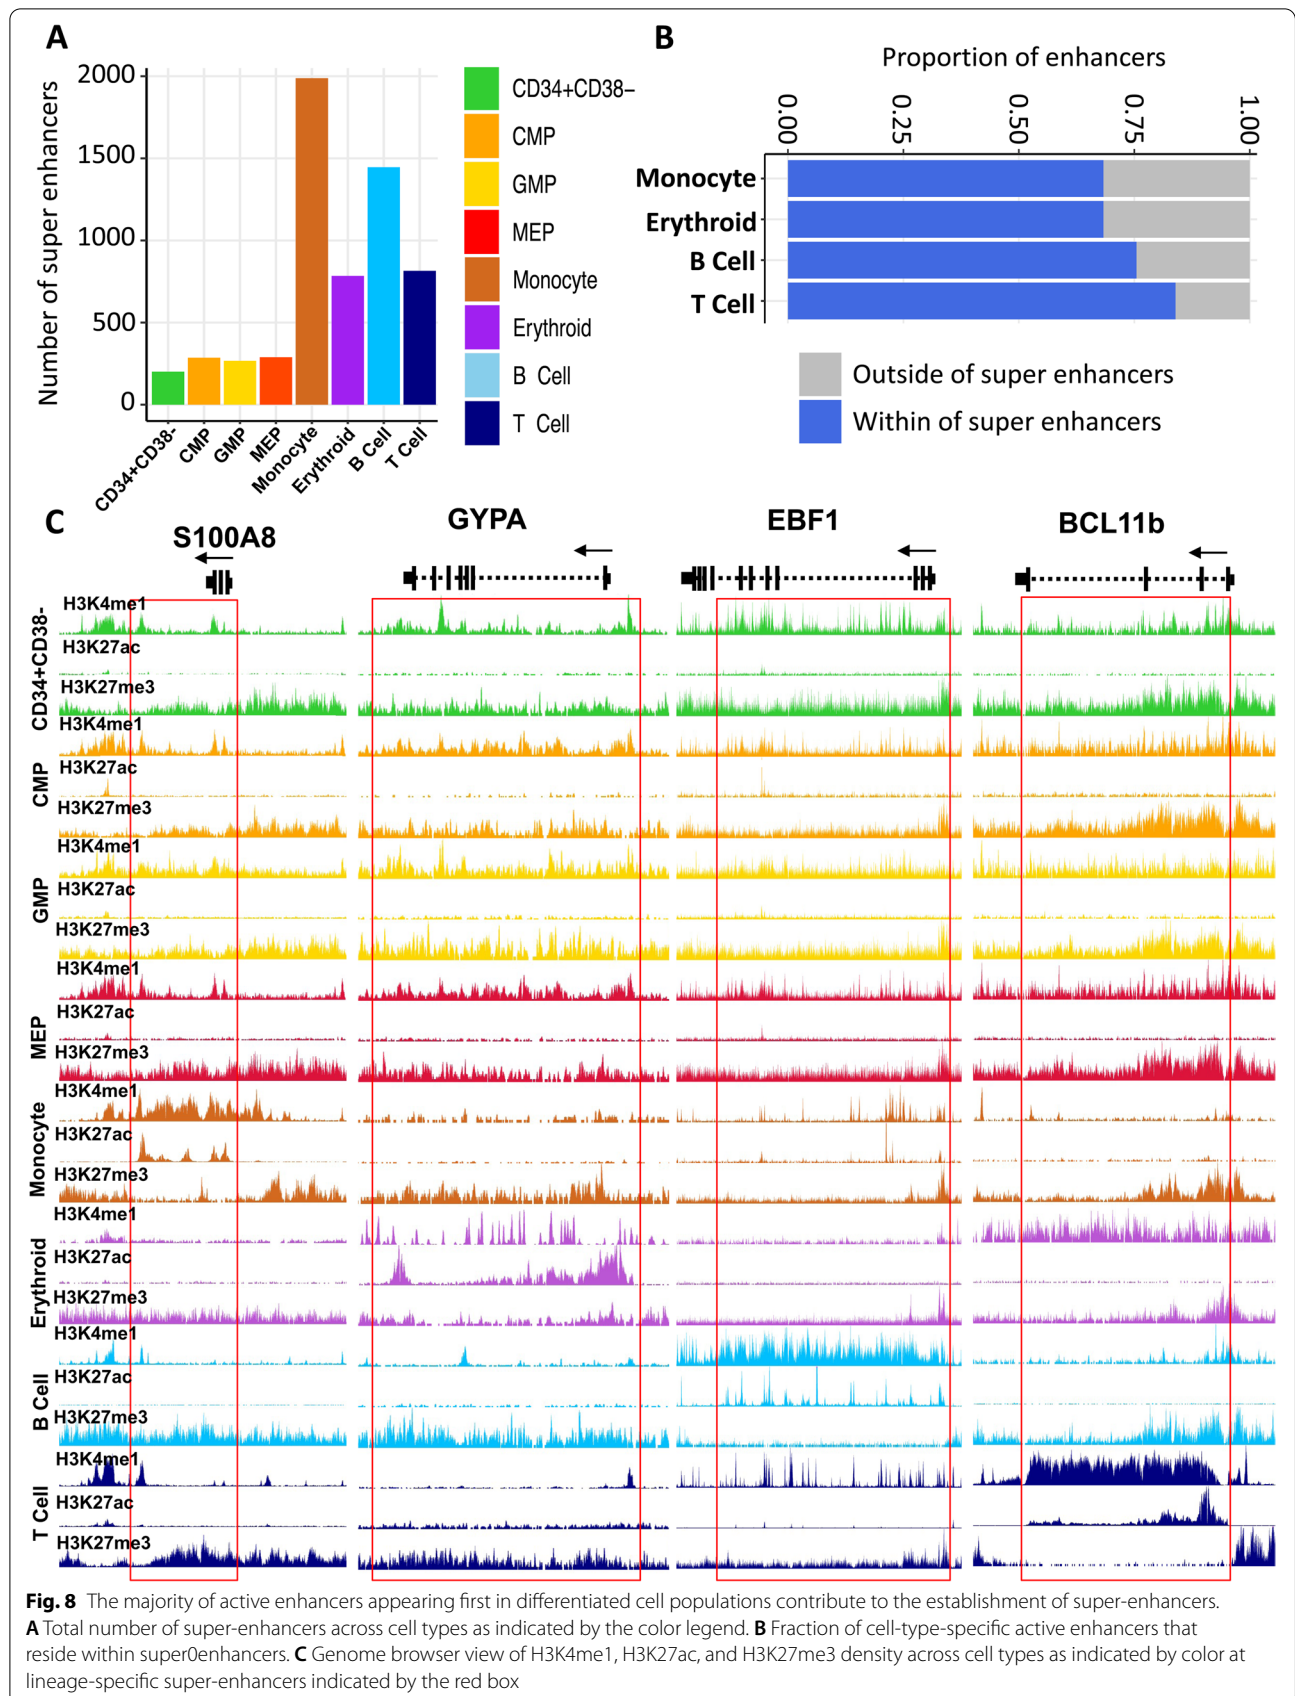 A
Number of super enhancers
2000
1500
1000
500
0
CD34+CD38-
CMP
GMP
MEP
Monocyte
Erythroid
B Cell
T Cell
CD34+CD38–
CMP
GMP
MEP
Monocyte
Erythroid
B Cell
T Cell
B
Proportion of enhancers
0.00
0.25
0.50
0.75
1.00
Monocyte
Erythroid
B Cell
T Cell
Outside of super enhancers
Within of super enhancers
C
S100A8
GYPA
EBF1
BCL11b
CD34+CD38-
H3K4me1
H3K27ac
H3K27me3
CMP
H3K4me1
H3K27ac
H3K27me3
GMP
H3K4me1
H3K27ac
H3K27me3
MEP
H3K4me1
H3K27ac
H3K27me3
Monocyte
H3K4me1
H3K27ac
H3K27me3
Erythroid
H3K4me1
H3K27ac
H3K27me3
B Cell
H3K4me1
H3K27ac
H3K27me3
T Cell
H3K4me1
H3K27ac
H3K27me3
Fig. 8 The majority of active enhancers appearing first in differentiated cell populations contribute to the establishment of super-enhancers.
A Total number of super-enhancers across cell types as indicated by the color legend. B Fraction of cell-type-specific active enhancers that
reside within super0enhancers. C Genome browser view of H3K4me1, H3K27ac, and H3K27me3 density across cell types as indicated by color at
lineage-specific super-enhancers indicated by the red box